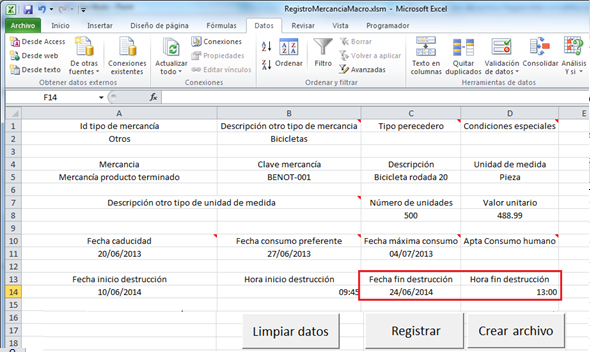 RegistroMercanciaMacro.xlsm - Microsoft Excel
Archivo Inicio Insertar Diseño de página Fórmulas Datos Revisar Vista Programador
Desde Access
Desde web
Desde texto
De otras fuentes
Conexiones existentes
Obtener datos externos
Actualizar todo
Conexiones
Propiedades
Editar vínculos
Conexiones
Ordenar
Filtro
Borrar
Volver a aplicar
Avanzadas
Ordenar y filtrar
Texto en columnas
Quitar duplicados
Validación de datos
Consolidar
Análisis Y si
Herramientas de datos
F14 fx
A B C D E
1 Id tipo de mercancía Descripción otro tipo de mercancia Tipo perecedero Condiciones especiales
2 Otros Bicicletas
3
4 Mercancia Clave mercancía Descripción Unidad de medida
5 Mercancía producto terminado BENOT-001 Bicicleta rodada 20 Pieza
6
7 Descripción otro tipo de unidad de medida Número de unidades Valor unitario
8 500 488.99
9
10 Fecha caducidad Fecha consumo preferente Fecha máxima consumo Apta Consumo humano
11 20/06/2013 27/06/2013 04/07/2013
12
13 Fecha inicio destrucción Hora inicio destrucción Fecha fin destrucción Hora fin destrucción
14 10/06/2014 09:45 24/06/2014 13:00
15
16
17
18
Limpiar datos Registrar Crear archivo